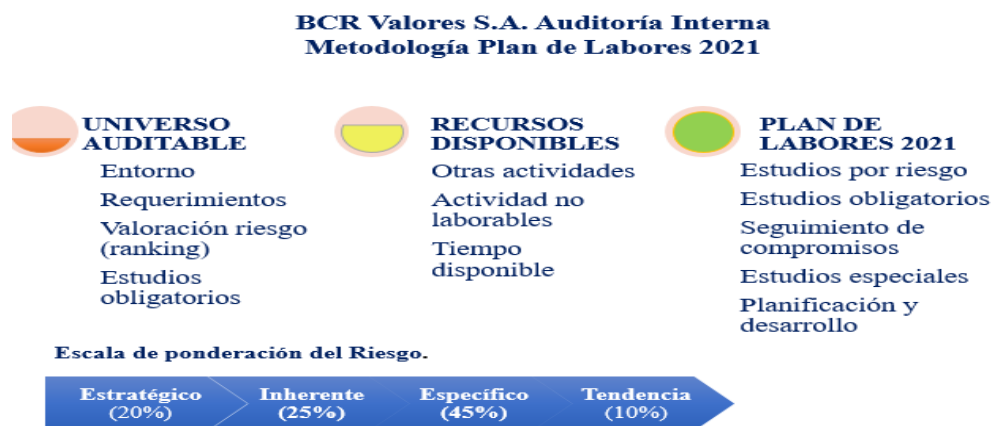 BCR Valores S.A. Auditoría Interna
Metodología Plan de Labores 2021
UNIVERSO
AUDITABLE
Entorno
Requerimientos
Valoración riesgo
(ranking)
Estudios
obligatorios
RECURSOS
DISPONIBLES
Otras actividades
Actividad no
laborables
Tiempo
disponible
PLAN DE
LABORES 2021
Estudios por riesgo
Estudios obligatorios
Seguimiento de
compromisos
Estudios especiales
Planificación y
desarrollo
Escala de ponderación del Riesgo.
Estratégico
(20%)
Inherente
(25%)
Específico
(45%)
Tendencia
(10%)